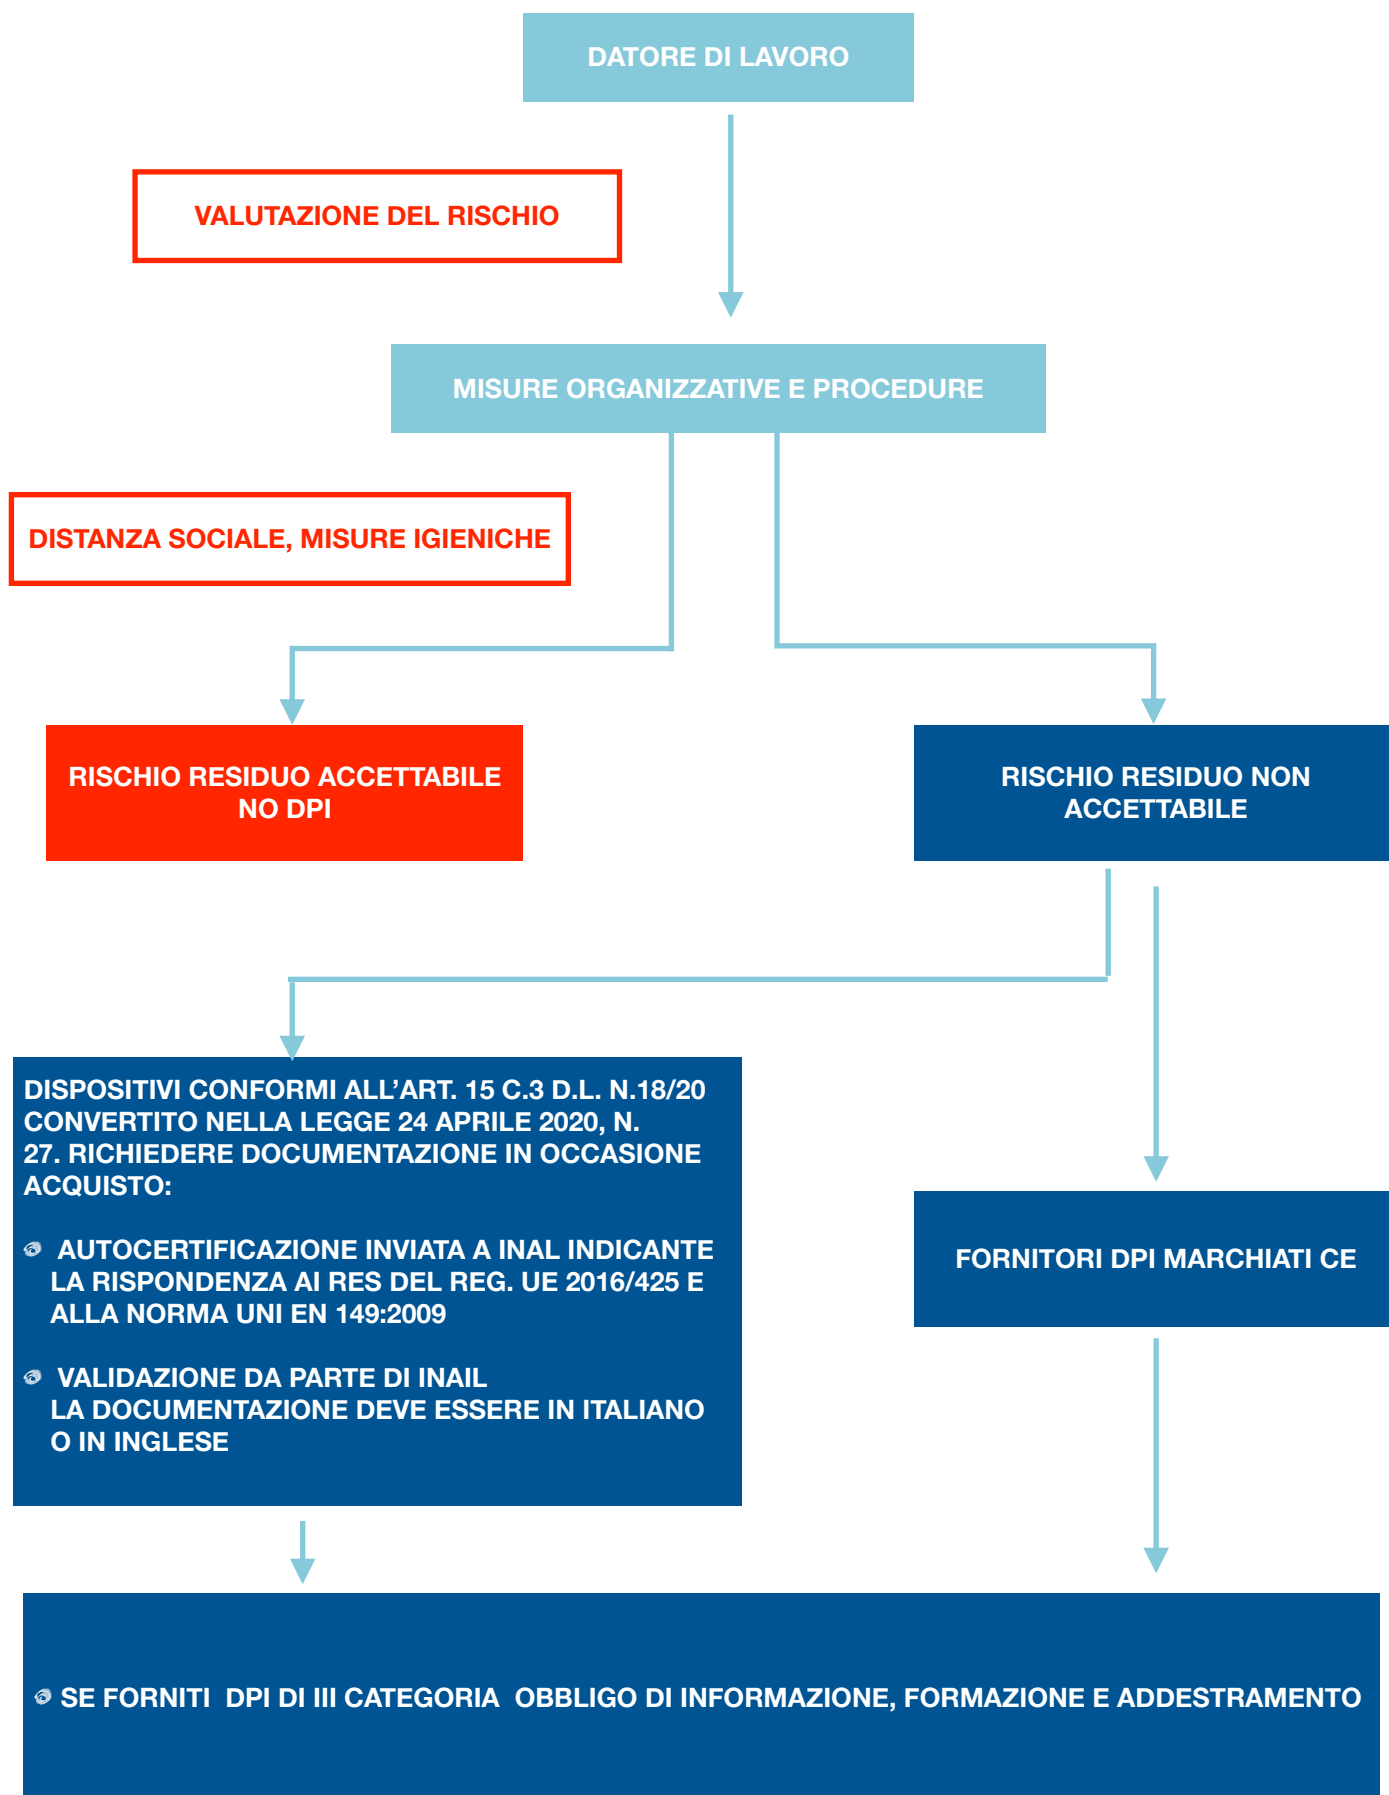 DATORE DI LAVORO
VALUTAZIONE DEL RISCHIO
MISURE ORGANIZZATIVE E PROCEDURE
DISTANZA SOCIALE, MISURE IGIENICHE
RISCHIO RESIDUO ACCETTABILE
NO DPI
RISCHIO RESIDUO NON
ACCETTABILE
DISPOSITIVI CONFORMI ALL’ART. 15 C.3 D.L. N.18/20
CONVERTITO NELLA LEGGE 24 APRILE 2020, N.
27. RICHIEDERE DOCUMENTAZIONE IN OCCASIONE
ACQUISTO:
AUTOCERTIFICAZIONE INVIATA A INAL INDICANTE
LA RISPONDENZA AI RES DEL REG. UE 2016/425 E
ALLA NORMA UNI EN 149:2009
VALIDAZIONE DA PARTE DI INAIL
LA DOCUMENTAZIONE DEVE ESSERE IN ITALIANO
O IN INGLESE
FORNITORI DPI MARCHIATI CE
SE FORNITI DPI DI III CATEGORIA OBBLIGO DI INFORMAZIONE, FORMAZIONE E ADDESTRAMENTO